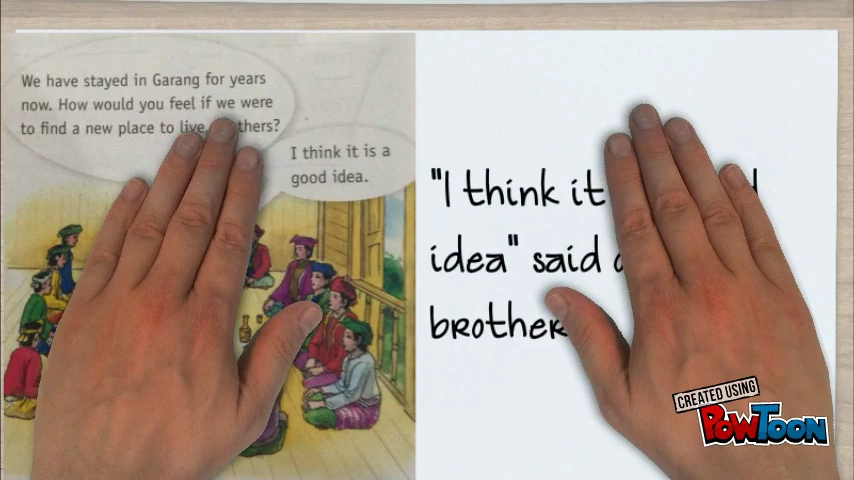 We have stayed in Garang for years
now. How would you feel if we were
to find a new place to live,
I think it is a
good idea.
"I think it
idea" said
brother
CREATED USING
POWTOON